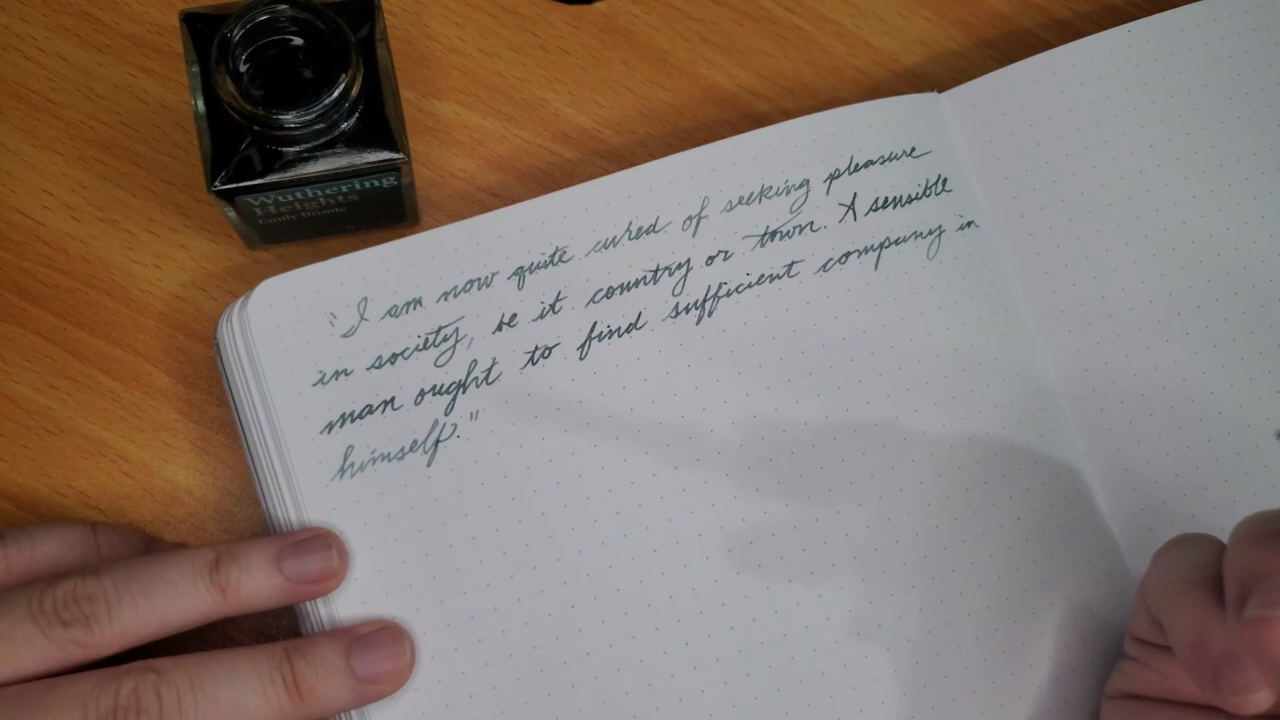 Wuthering
Heights
Emily Bronte
"I am now quite cured of seeking pleasure
in society, be it country or town. A sensible
man ought to find sufficient company in
himself."